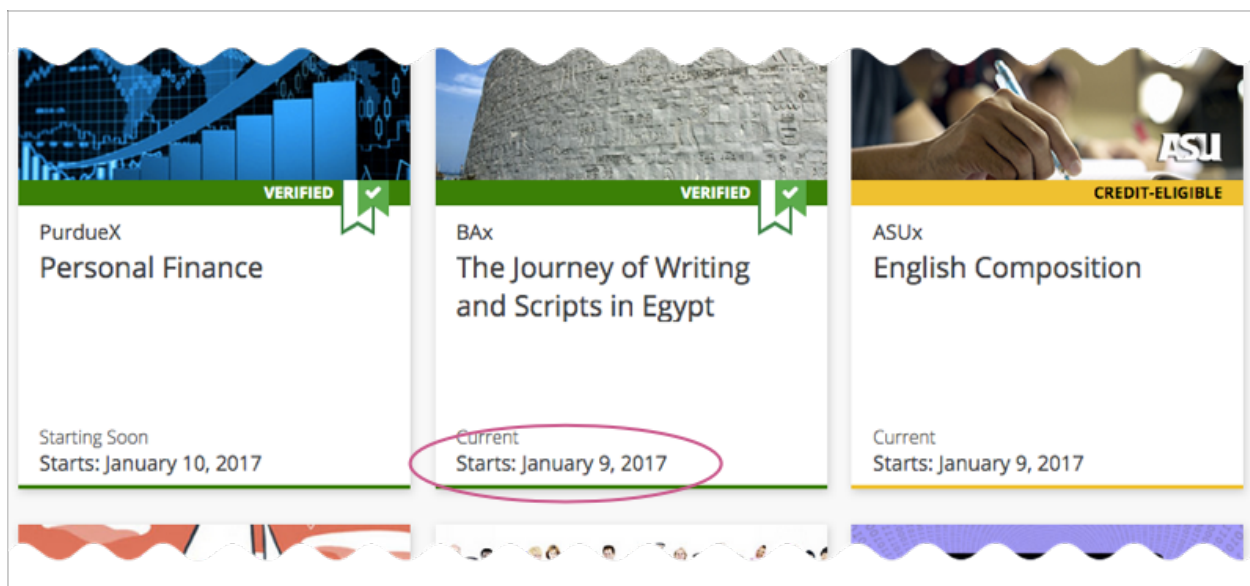 VERIFIED
PurdueX
Personal Finance
Starting Soon
Starts: January 10, 2017
VERIFIED
BAx
The Journey of Writing
and Scripts in Egypt
Current
Starts: January 9, 2017
ASU
CREDIT-ELIGIBLE
ASUx
English Composition
Current
Starts: January 9, 2017